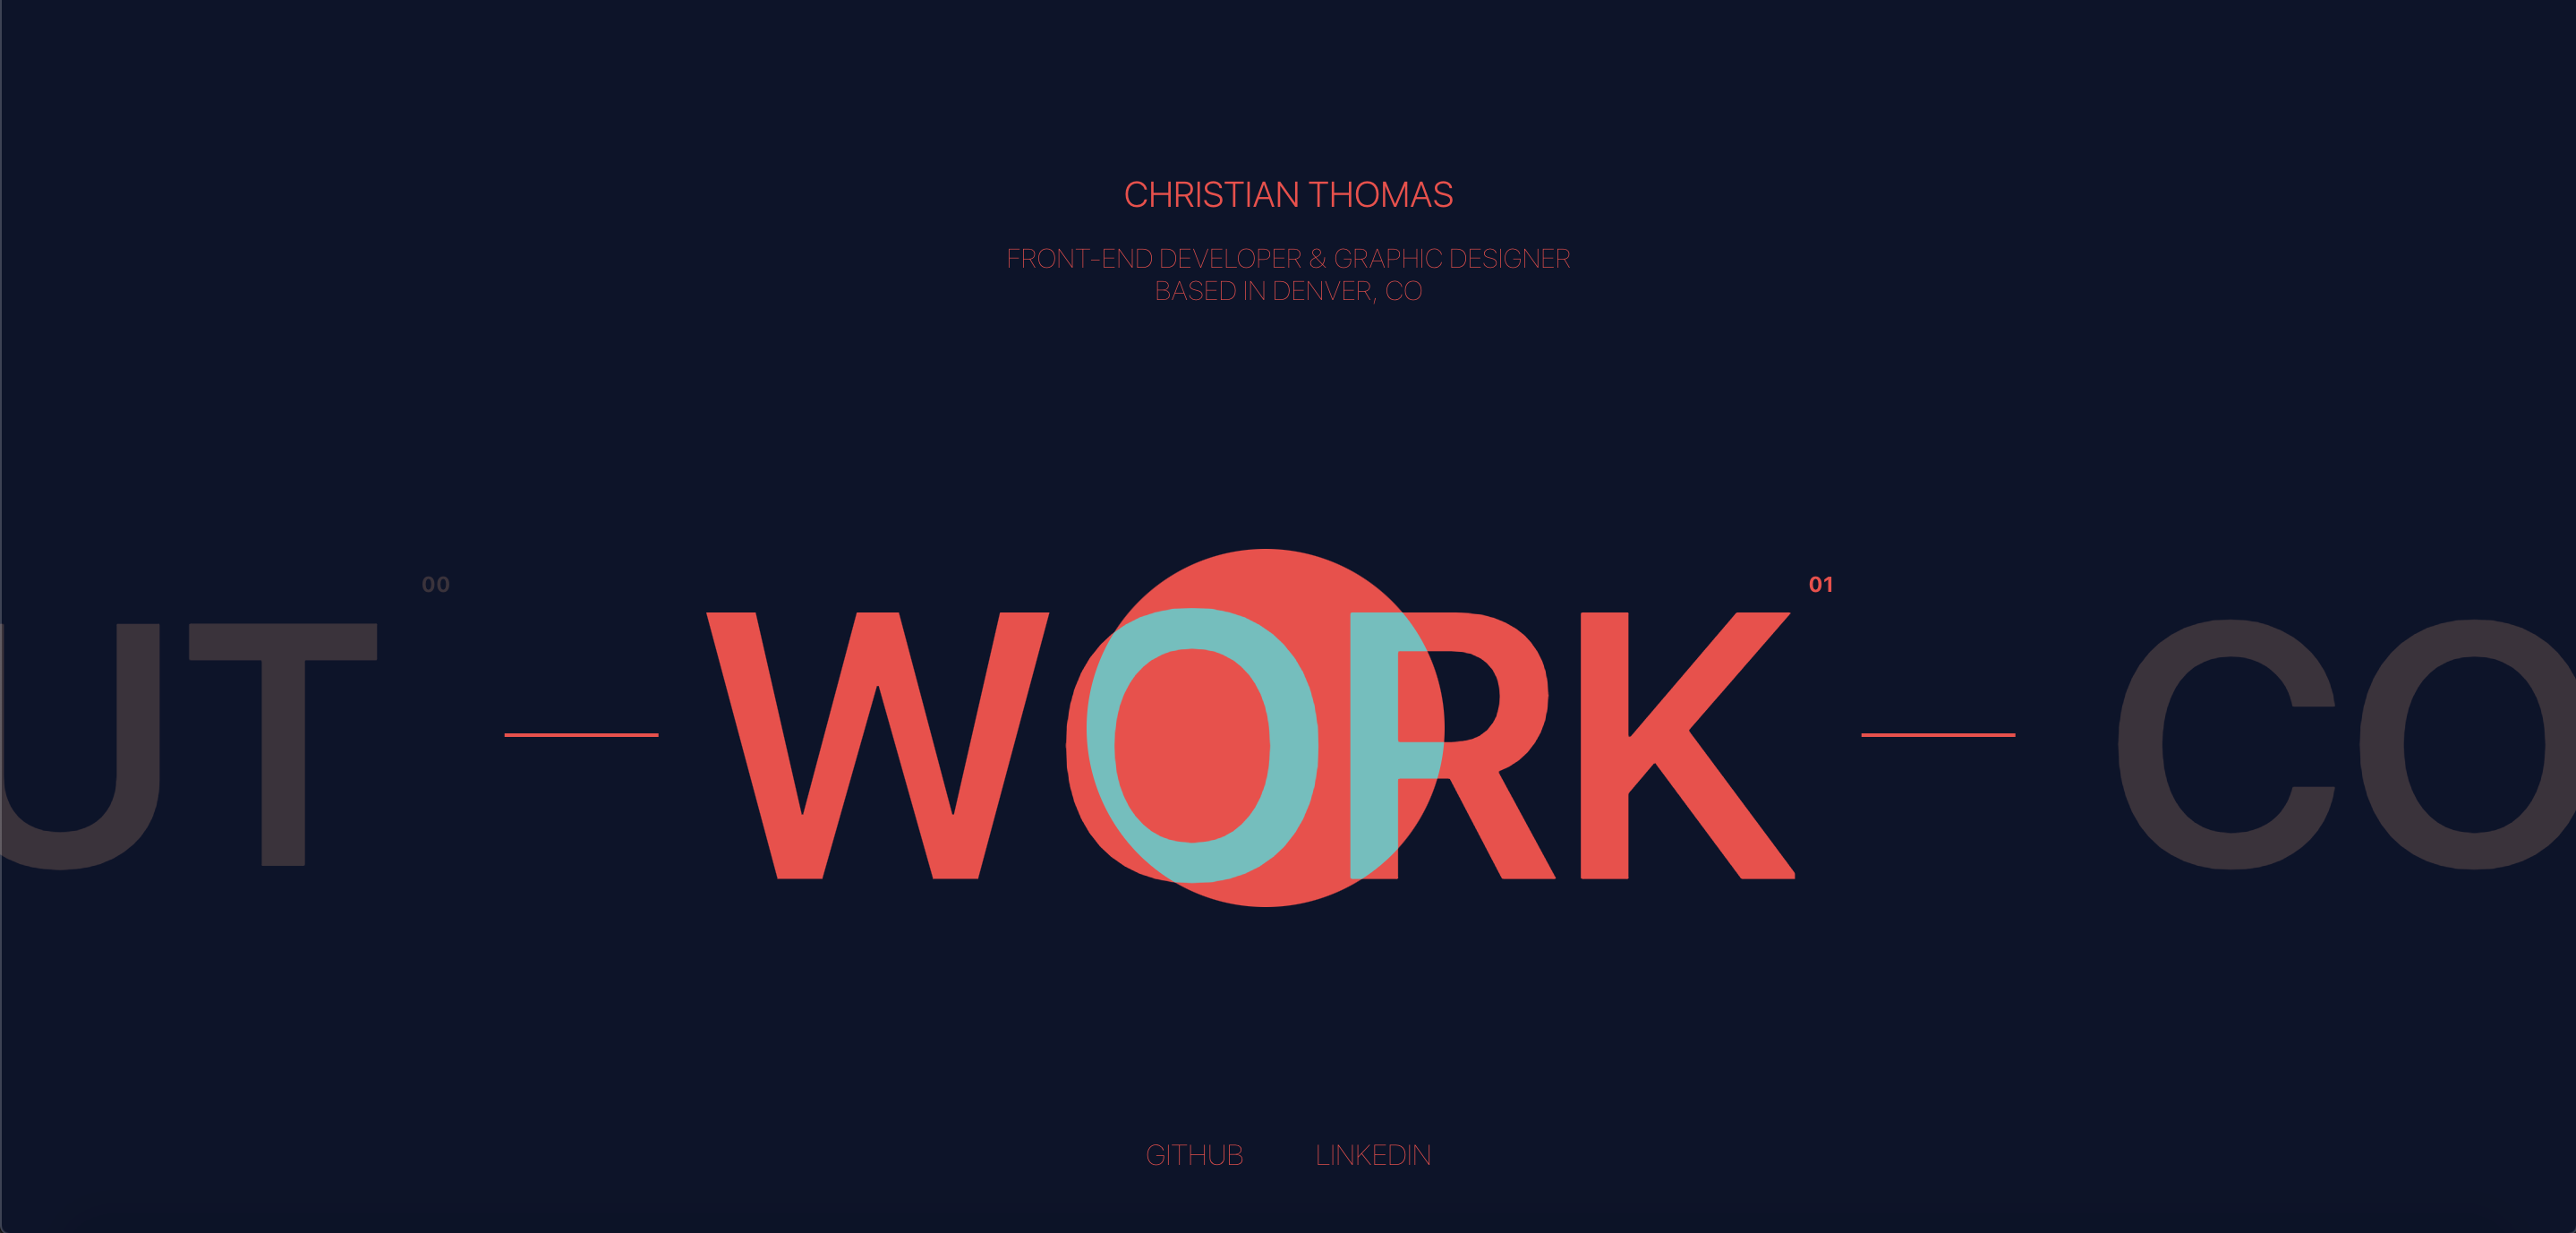 CHRISTIAN THOMAS
FRONT-END DEVELOPER & GRAPHIC DESIGNER
BASED IN DENVER, CO
UT 00
WORK 01
CO
GITHUB LINKEDIN